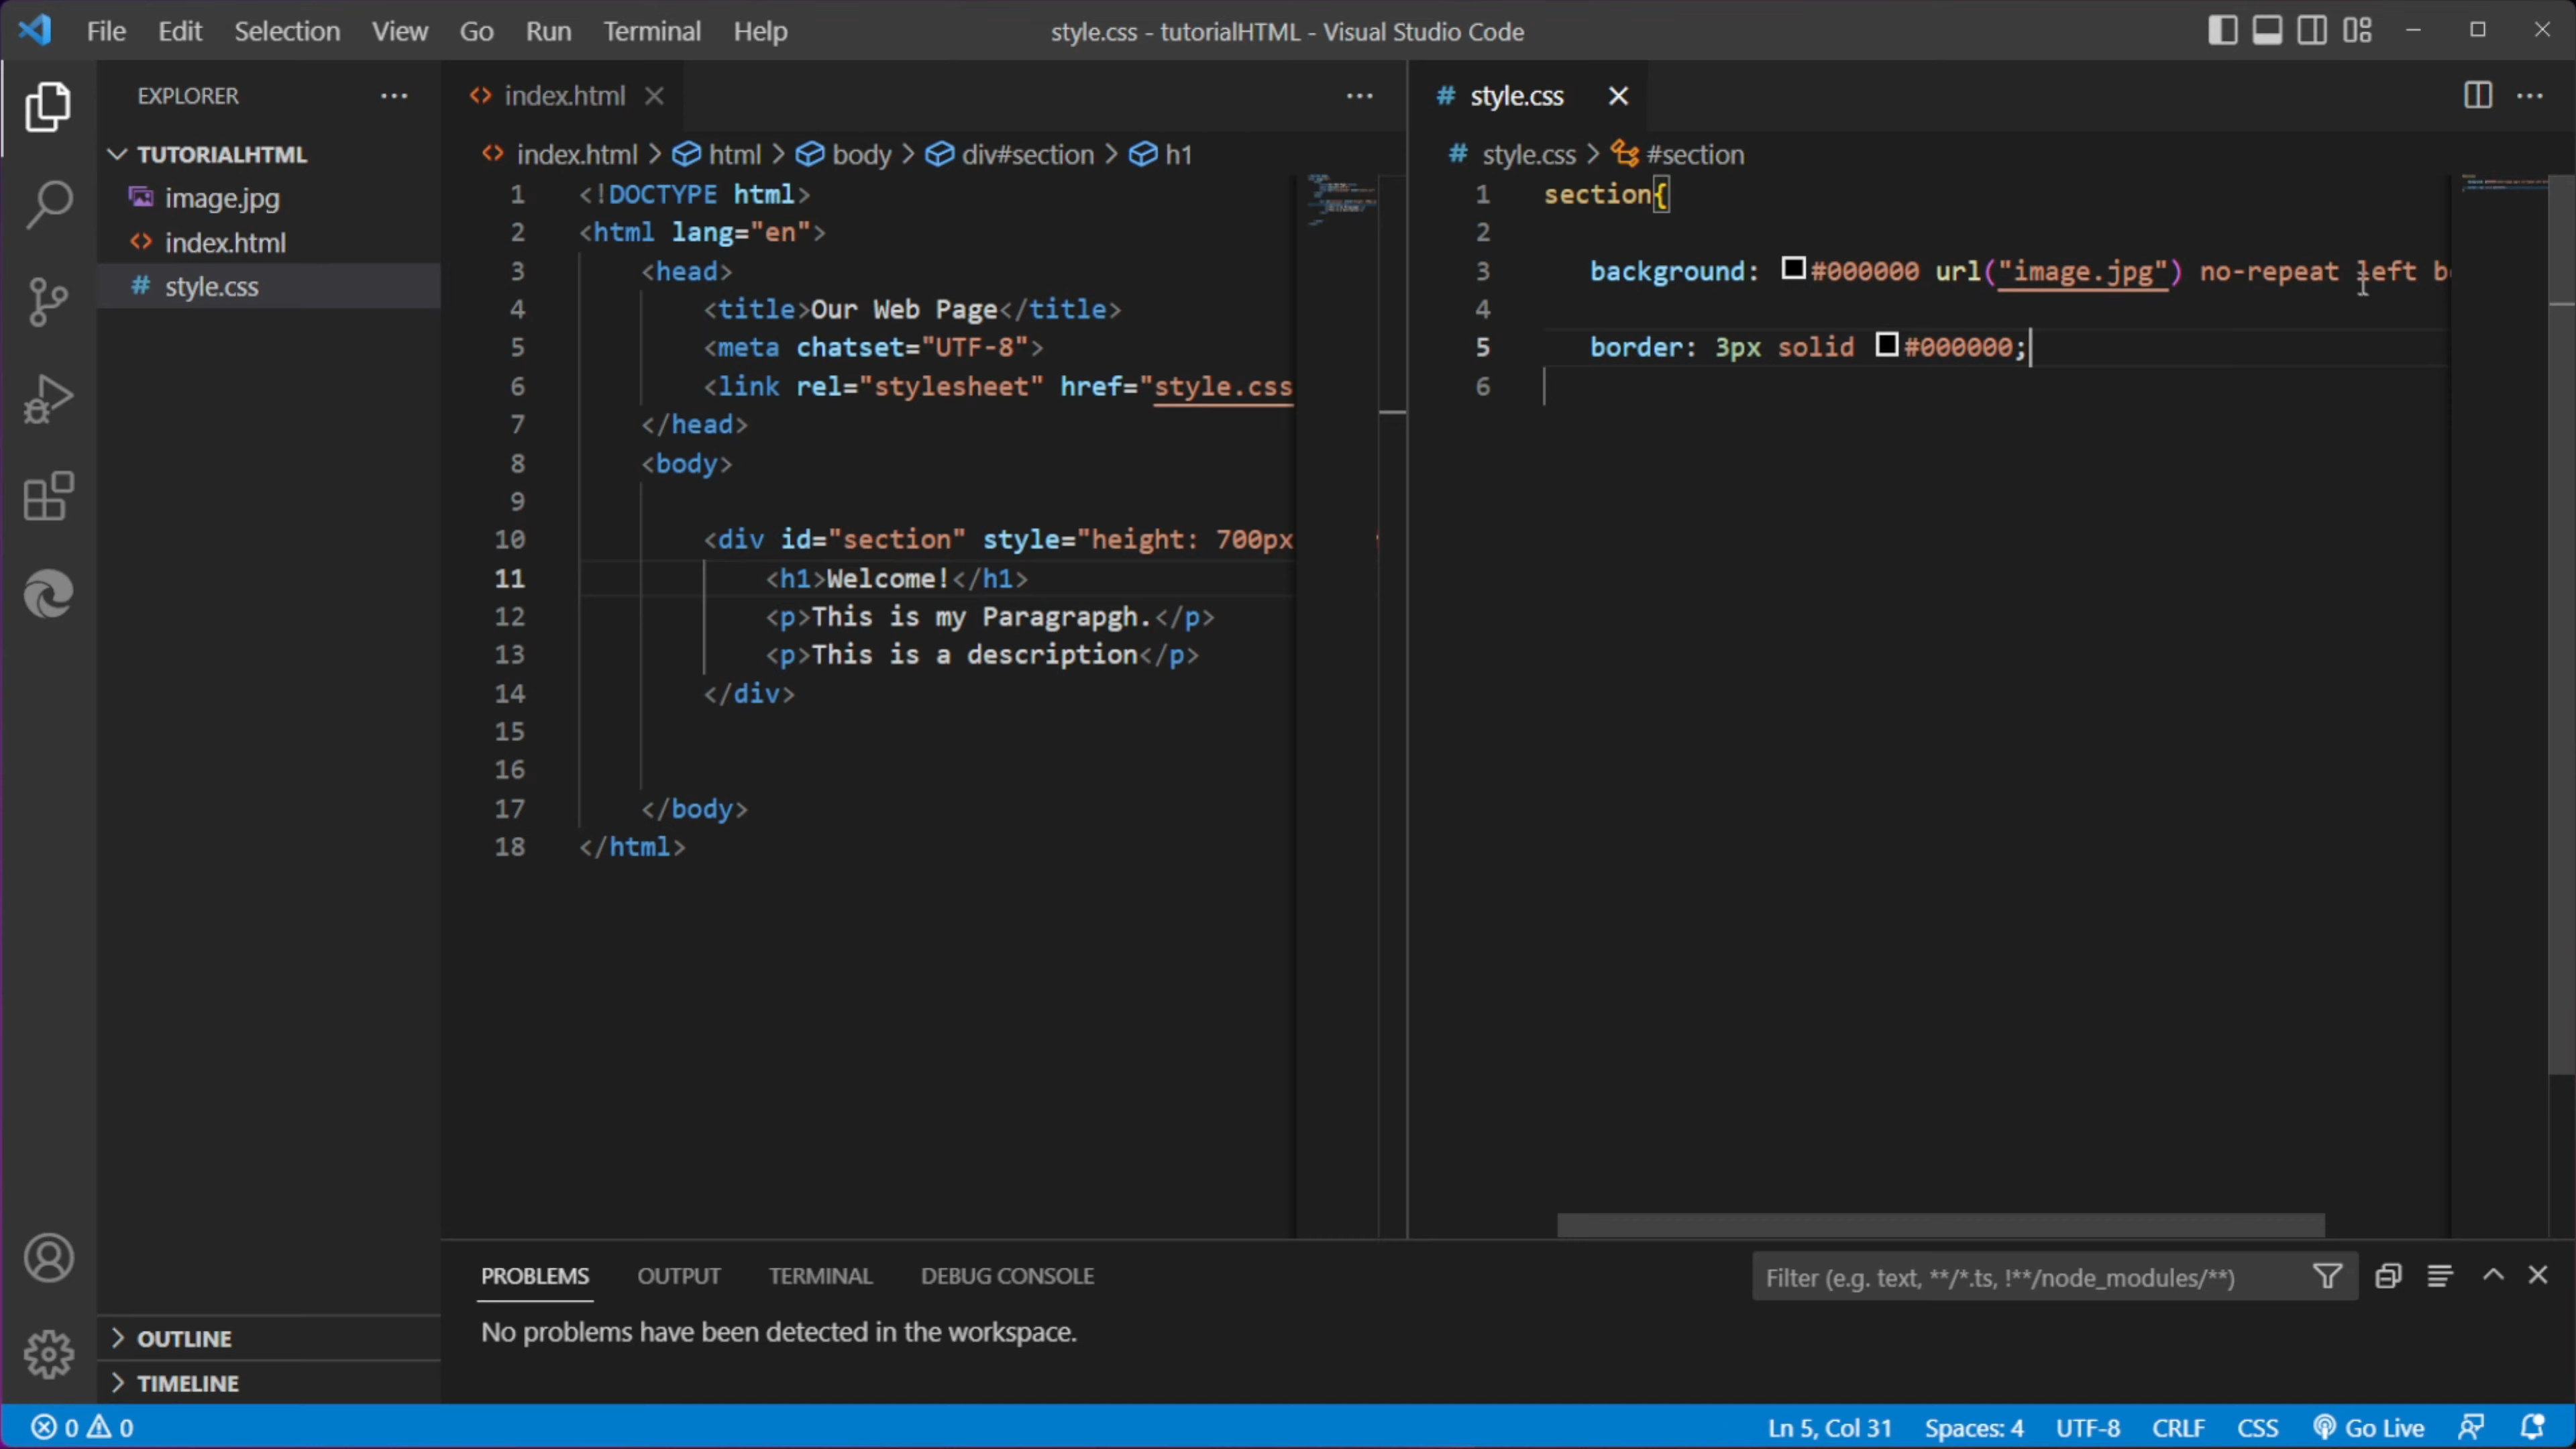 File Edit Selection View Go Run Terminal Help style.css - tutorialHTML - Visual Studio Code
EXPLORER
TUTORIALHTML
image.jpg
index.html
# style.css
OUTLINE
TIMELINE
index.html
index.html > html > body > div#section > h1
1 <!DOCTYPE html>
2 <html lang="en">
3 <head>
4 <title>Our Web Page</title>
5 <meta chatset="UTF-8">
6 <link rel="stylesheet" href="style.css
7 </head>
8 <body>
9
10 <div id="section" style="height: 700px
11 <h1>Welcome!</h1>
12 <p>This is my Paragrapgh.</p>
13 <p>This is a description</p>
14 </div>
15
16
17 </body>
18 </html>
# style.css
# style.css > #section
1 section{
2
3 background: #000000 url("image.jpg") no-repeat left
4
5 border: 3px solid #000000;
6
PROBLEMS OUTPUT TERMINAL DEBUG CONSOLE Filter (e.g. text, **/*.ts, !**/node_modules/**)
No problems have been detected in the workspace.
0 0 Ln 5, Col 31 Spaces: 4 UTF-8 CRLF CSS Go Live